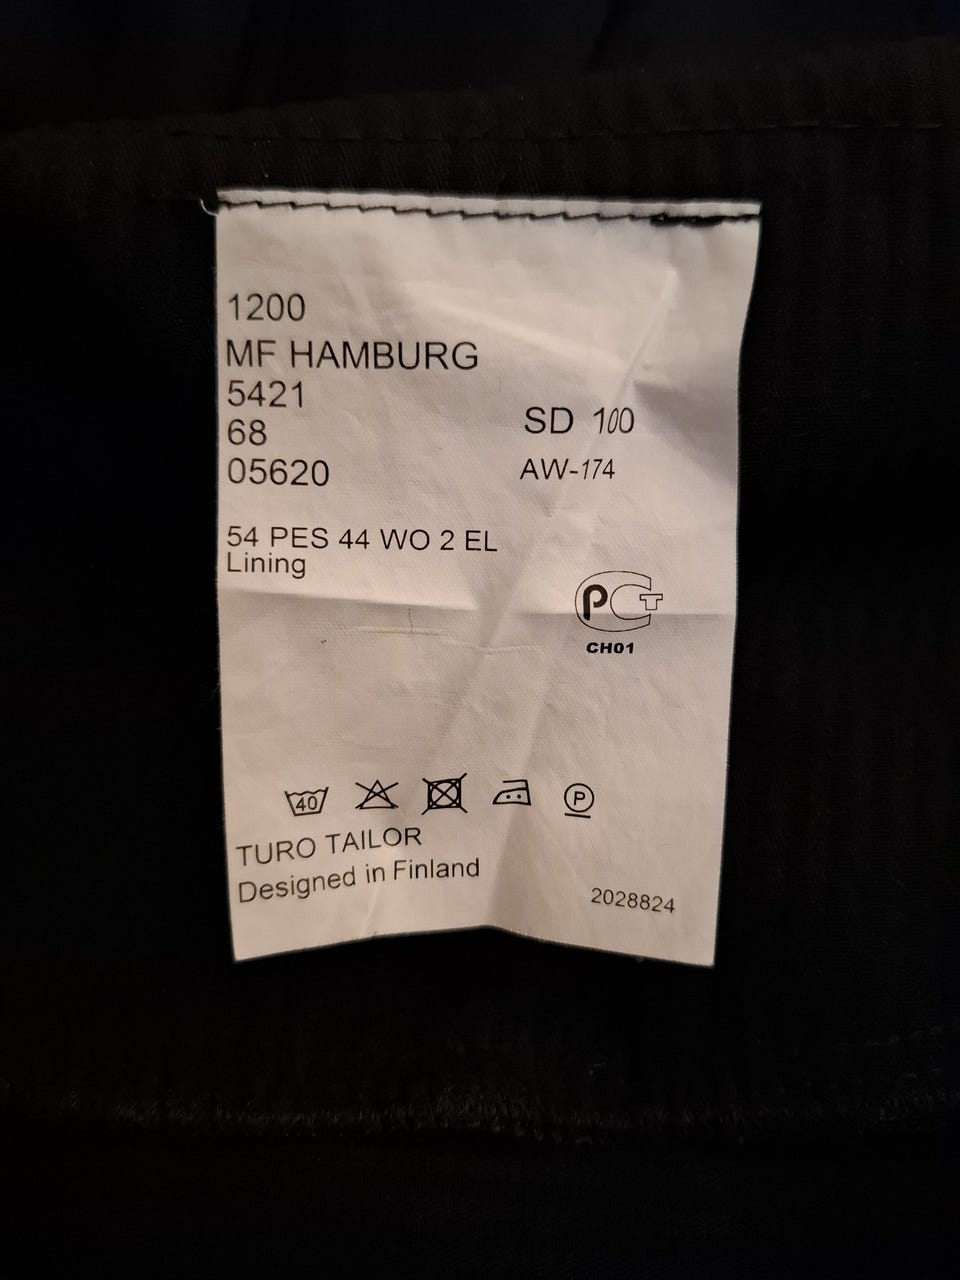 1200
MF HAMBURG
5421
68
05620
SD 100
AW-174
54 PES 44 WO 2 EL
Lining
РСТ
CH01
40
P
TURO TAILOR
Designed in Finland
2028824